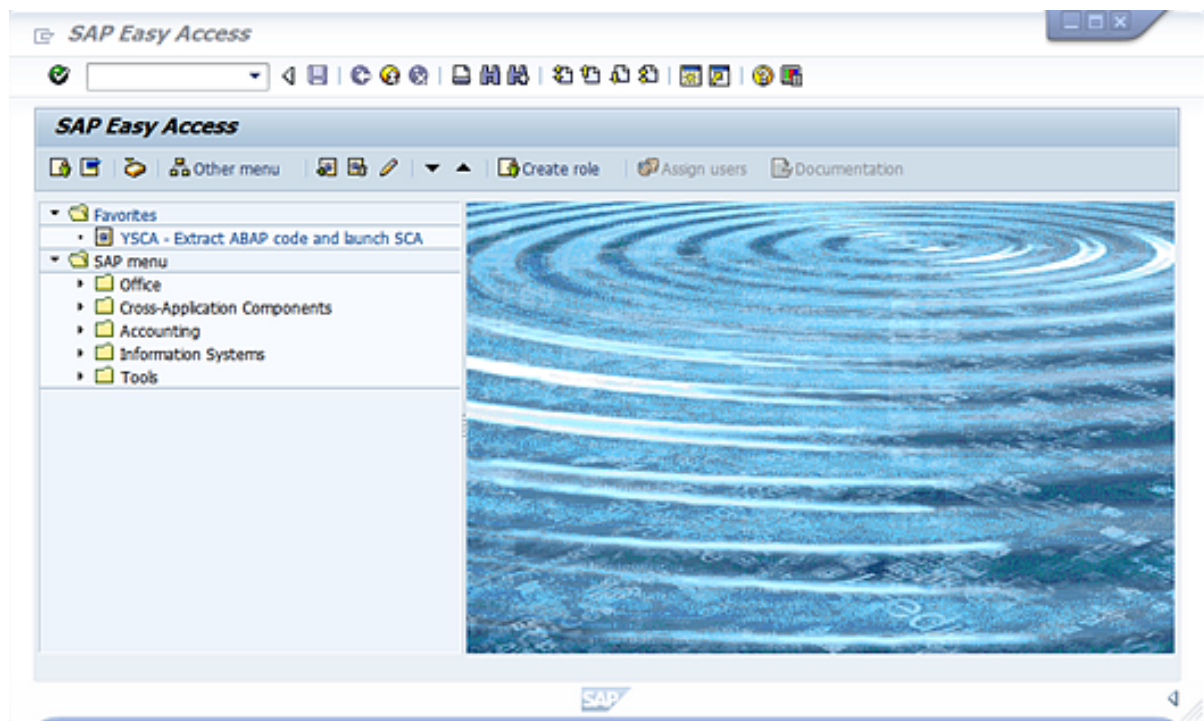 SAP Easy Access
SAP Easy Access
Other menu Create role Assign users Documentation
Favorites
YSCA - Extract ABAP code and launch SCA
SAP menu
Office
Cross-Application Components
Accounting
Information Systems
Tools
SAP